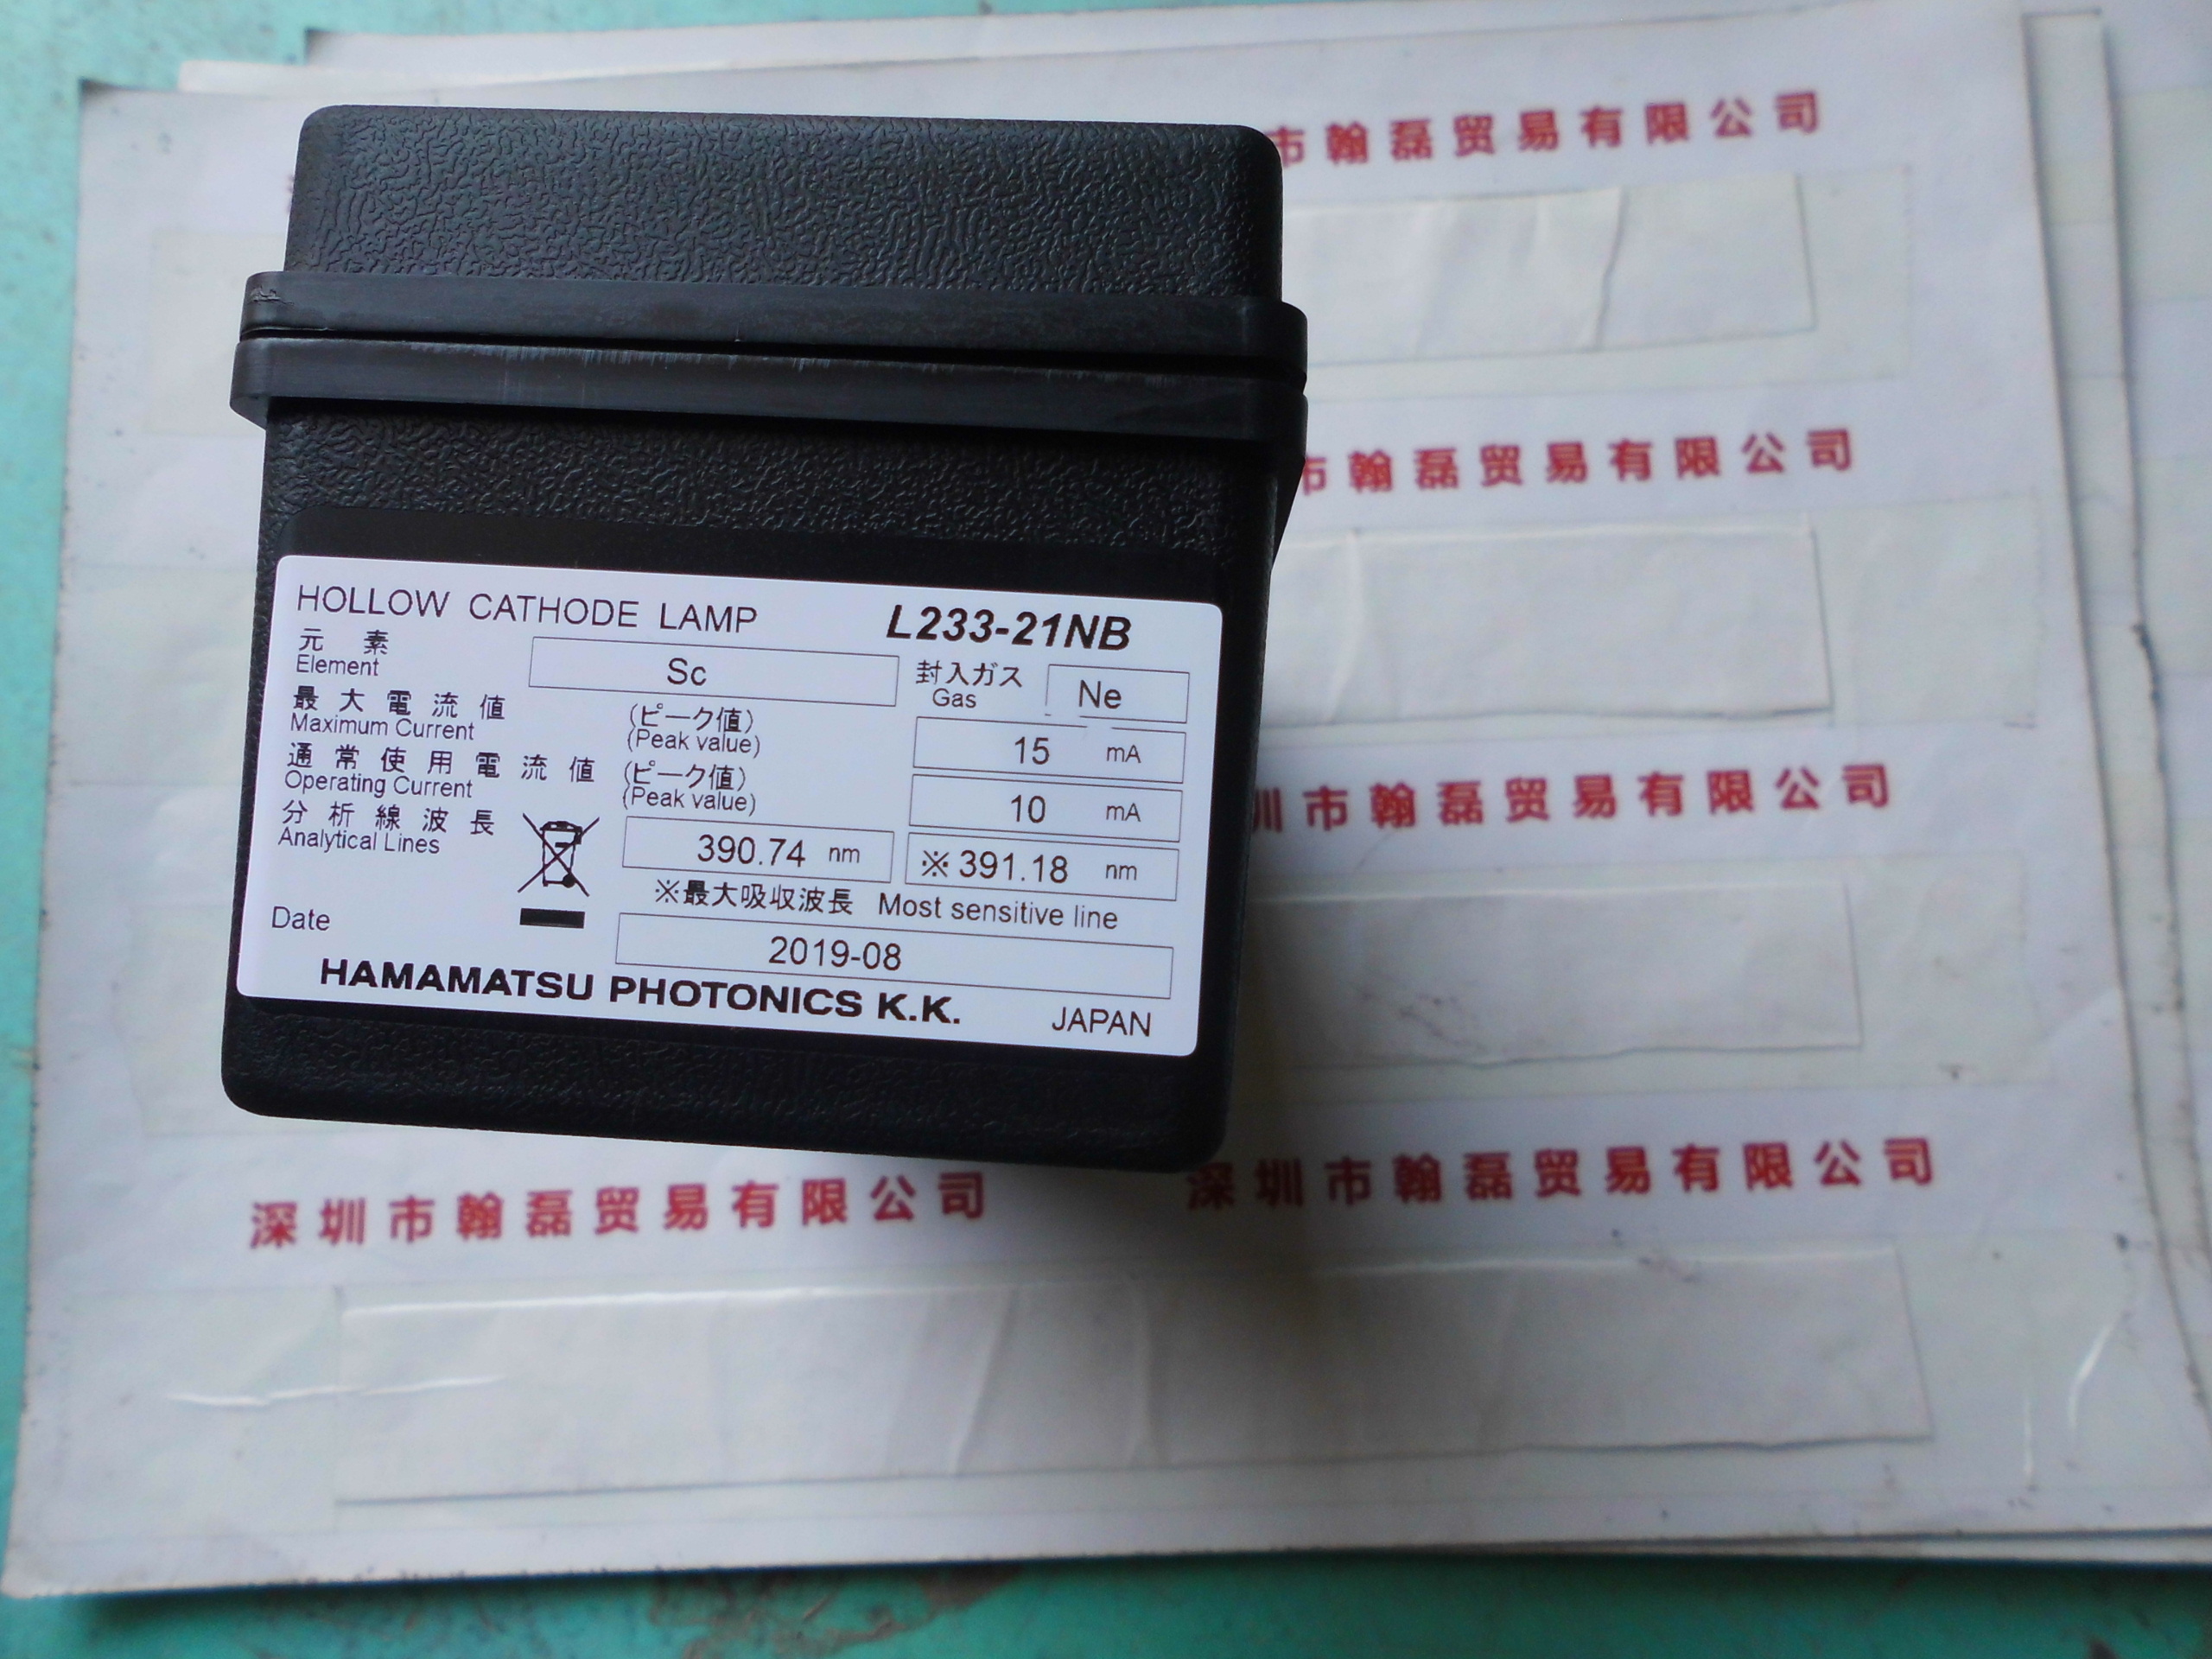 市翰磊贸易有限公司
市翰磊贸易有限公司
圳市翰磊贸易有限公司
HOLLOW CATHODE LAMP L233-21NB
元素 Sc 封入ガス Ne
Element Gas
最大電流値 (ピーク値) 15 mA
Maximum Current (Peak value)
通常使用電流値 (ピーク値) 10 mA
Operating Current (Peak value)
分析線波長 390.74 nm ※391.18 nm
Analytical Lines
※最大吸収波長 Most sensitive line
Date 2019-08
HAMAMATSU PHOTONICS K.K. JAPAN
深圳市翰磊贸易有限公司 深圳市翰磊贸易有限公司